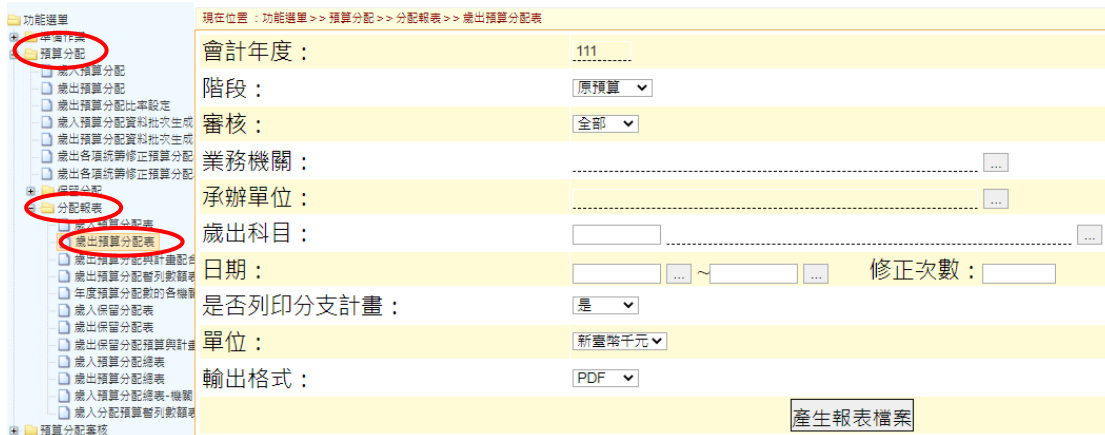 功能選單
準備作業
預算分配
歲入預算分配
歲出預算分配
歲出預算分配比率設定
歲入預算分配資料批次生成
歲出預算分配資料批次生成
歲出各項統籌修正預算分配
歲出各項統籌修正預算分配
保留分配
分配報表
歲入預算分配表
歲出預算分配表
歲出預算分配與計畫配合
歲出預算分配暫列數額表
年度預算分配數的各機關
歲入保留分配表
歲出保留分配表
歲出保留分配預算與計畫
歲入預算分配總表
歲出預算分配總表
歲入預算分配總表-機關
歲入分配預算暫列數額表
預算分配審核
現在位置 ：功能選單>>預算分配>>分配報表>>歲出預算分配表
會計年度： 111
階段： 原預算
審核： 全部
業務機關： ...
承辦單位： ...
歲出科目： ...
日期： ... ~ ... 修正次數：
是否列印分支計畫： 是
單位： 新臺幣千元
輸出格式： PDF
產生報表檔案